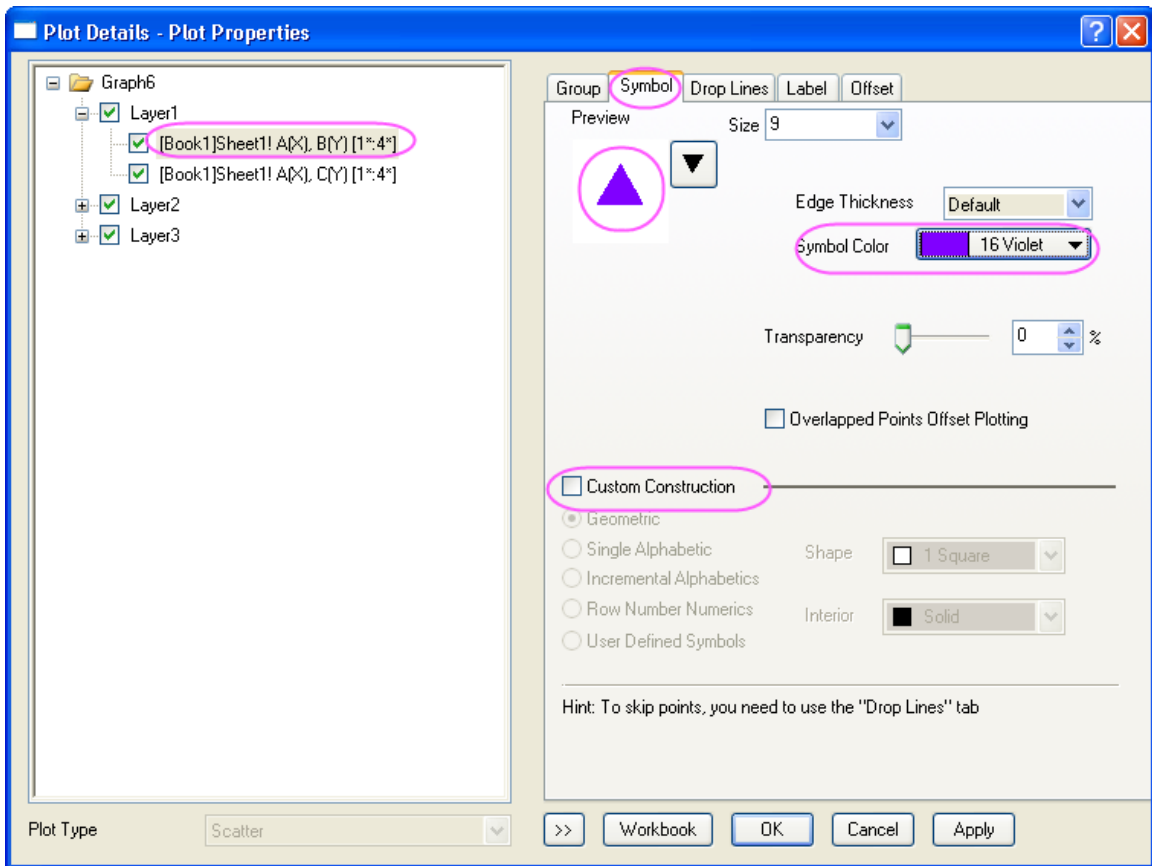 Plot Details - Plot Properties
Graph6
Layer1
[Book1]Sheet1! A(X), B(Y) [1*:4*]
[Book1]Sheet1! A(X), C(Y) [1*:4*]
Layer2
Layer3
Plot Type
Scatter
Group
Symbol
Drop Lines
Label
Offset
Preview
Size
9
Edge Thickness
Default
Symbol Color
16 Violet
Transparency
0
%
Overlapped Points Offset Plotting
Custom Construction
Geometric
Single Alphabetic
Incremental Alphabetics
Row Number Numerics
User Defined Symbols
Shape
1 Square
Interior
Solid
Hint: To skip points, you need to use the "Drop Lines" tab
>>
Workbook
OK
Cancel
Apply